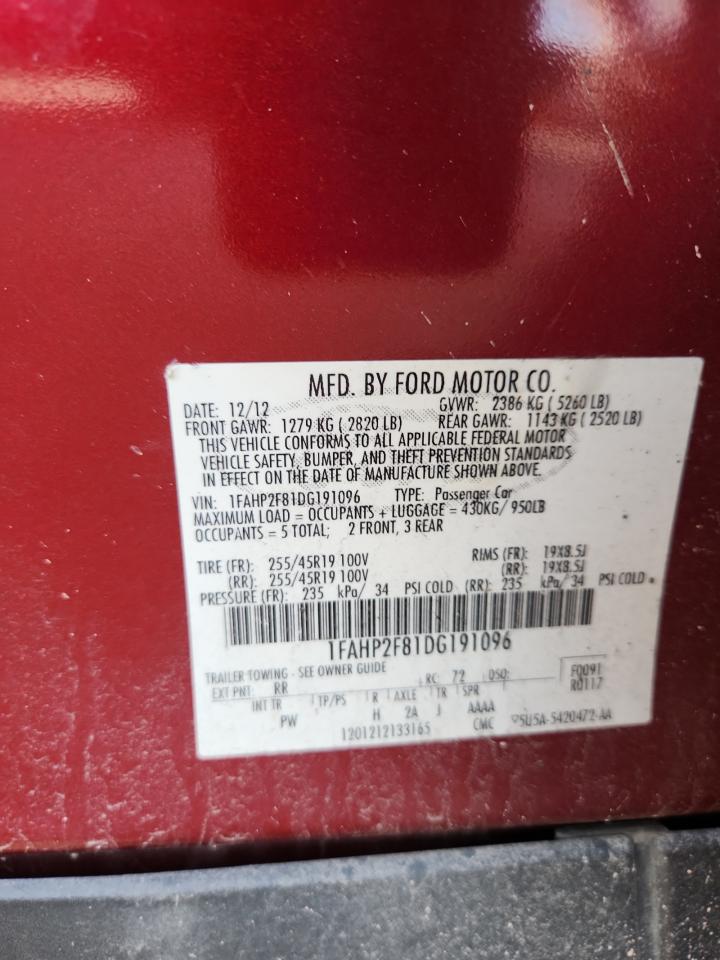 MFD. BY FORD MOTOR CO.
DATE: 12/12 GVWR: 2386 KG ( 5260 LB)
FRONT GAWR: 1279 KG ( 2820 LB) REAR GAWR: 1143 KG ( 2520 LB)
THIS VEHICLE CONFORMS TO ALL APPLICABLE FEDERAL MOTOR
VEHICLE SAFETY, BUMPER, AND THEFT PREVENTION STANDARDS
IN EFFECT ON THE DATE OF MANUFACTURE SHOWN ABOVE.
VIN: 1FAHP2F81DG191096 TYPE: Passenger Car
MAXIMUM LOAD = OCCUPANTS + LUGGAGE = 430KG/ 950LB
OCCUPANTS = 5 TOTAL; 2 FRONT, 3 REAR
TIRE (FR): 255/45R19 100V RIMS (FR): 19X8.5J
(RR): 255/45R19 100V (RR): 19X8.5J
PRESSURE (FR): 235 kPa/ 34 PSI COLD (RR): 235 kPa/ 34 PSI COLD
1FAHP2F81DG191096
TRAILER TOWING - SEE OWNER GUIDE
EXT PNT: RR RC: 72 DSO: F0091
R0117
INT TR TP/PS R AXLE TR SPR
PW H 2A J AAAA
1201212133165 CMC 5U5A-5420472-AA